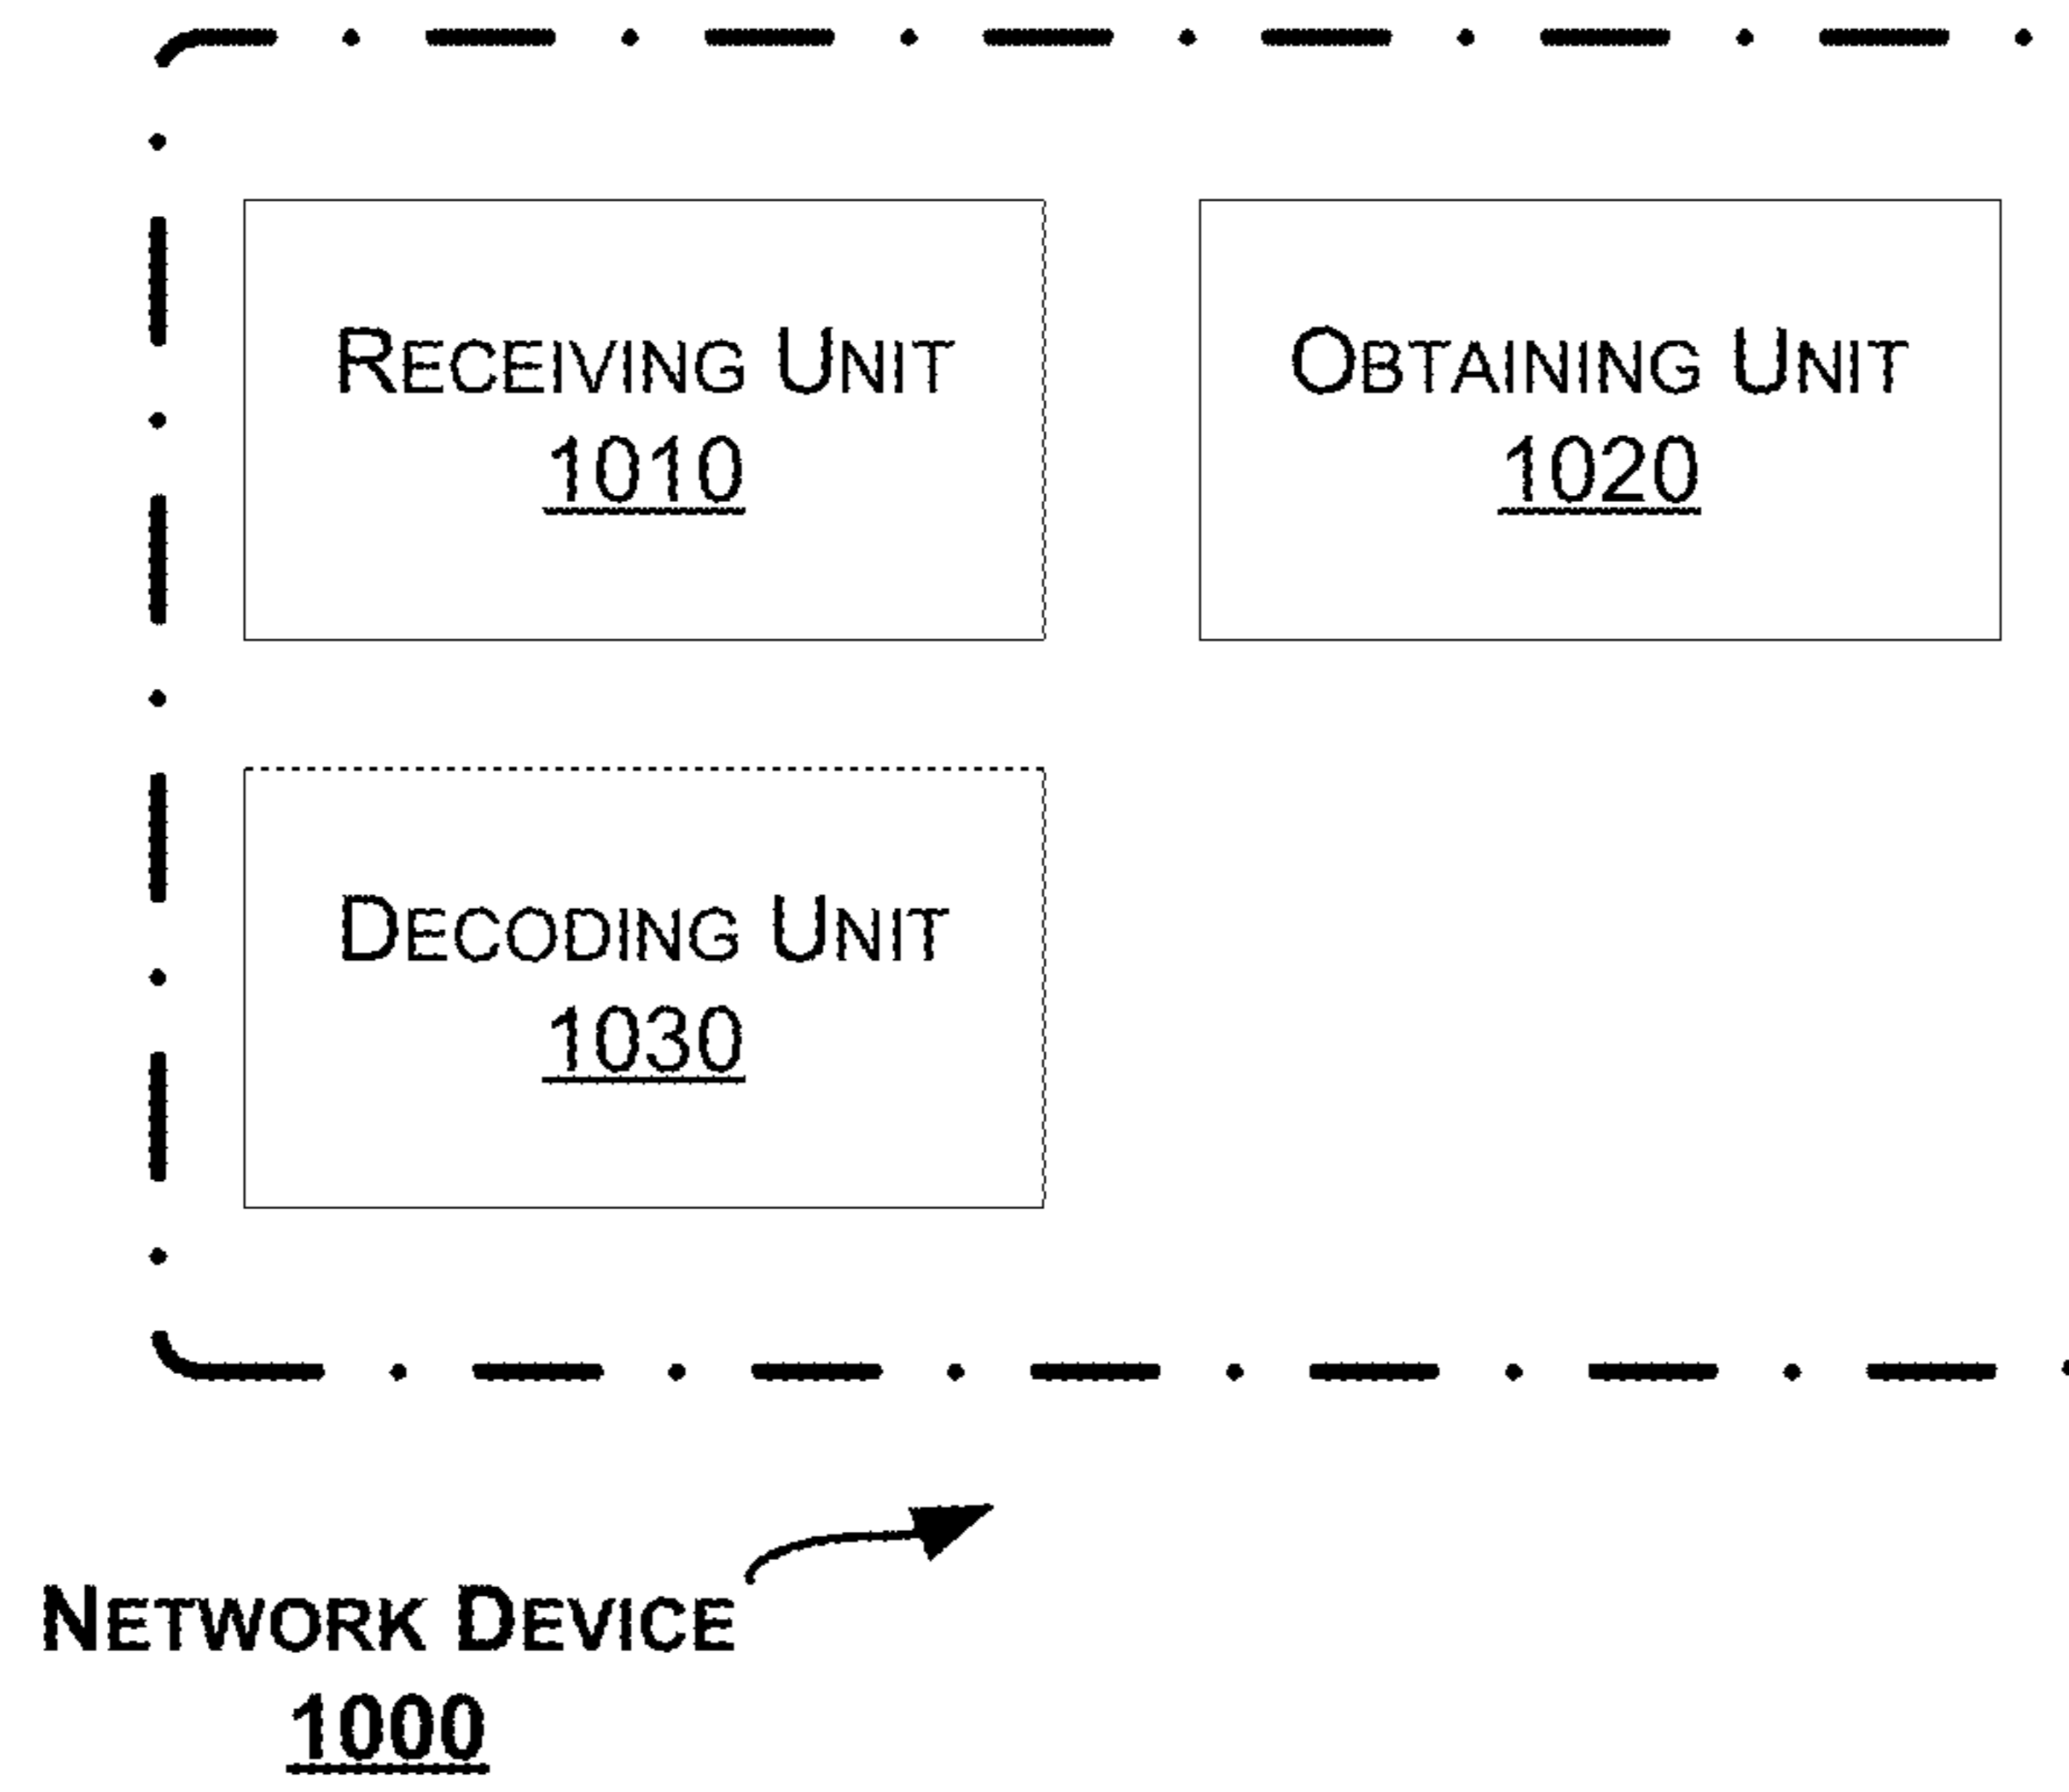 RECEIVING UNIT
1010
OBTAINING UNIT
1020
DECODING UNIT
1030
NETWORK DEVICE
1000